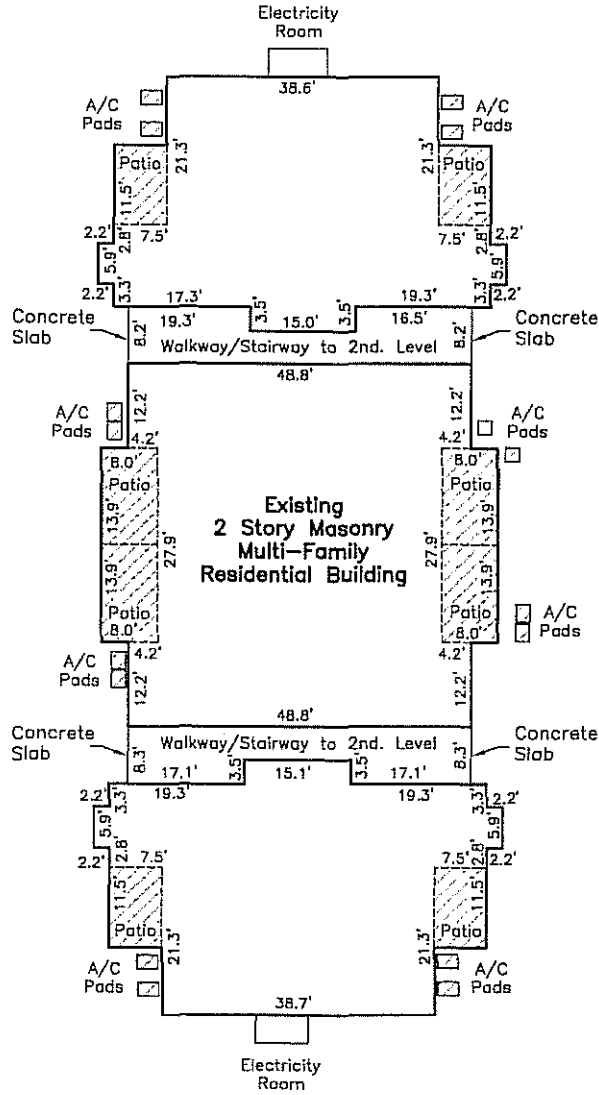 Electricity
Room
38.6'
A/C
Pads
A/C
Pads
21.3'
21.3'
Patio
Patio
11.5'
11.5'
7.5'
7.5'
2.2'
2.8'
2.8'
2.2'
5.9'
5.9'
2.2'
3.3'
3.3'
2.2'
17.3'
19.3'
19.3'
3.5'
15.0'
3.5'
16.5'
Concrete
Slab
8.2'
Walkway/Stairway to 2nd. Level
8.2'
Concrete
Slab
48.8'
A/C
Pads
12.2'
12.2'
A/C
Pads
4.2'
4.2'
8.0'
8.0'
Patio
Patio
13.9'
13.9'
27.9'
27.9'
Existing
2 Story Masonry
Multi-Family
Residential Building
13.9'
13.9'
Patio
Patio
8.0'
8.0'
A/C
Pads
4.2'
4.2'
A/C
Pads
12.2'
12.2'
48.8'
Concrete
Slab
8.3'
Walkway/Stairway to 2nd. Level
8.3'
Concrete
Slab
17.1'
3.5'
15.1'
3.5'
17.1'
19.3'
19.3'
2.2'
3.3'
3.3'
2.2'
5.9'
5.9'
2.2'
2.8'
2.8'
2.2'
7.5'
7.5'
11.5'
11.5'
Patio
Patio
21.3'
21.3'
A/C
Pads
A/C
Pads
38.7'
Electricity
Room